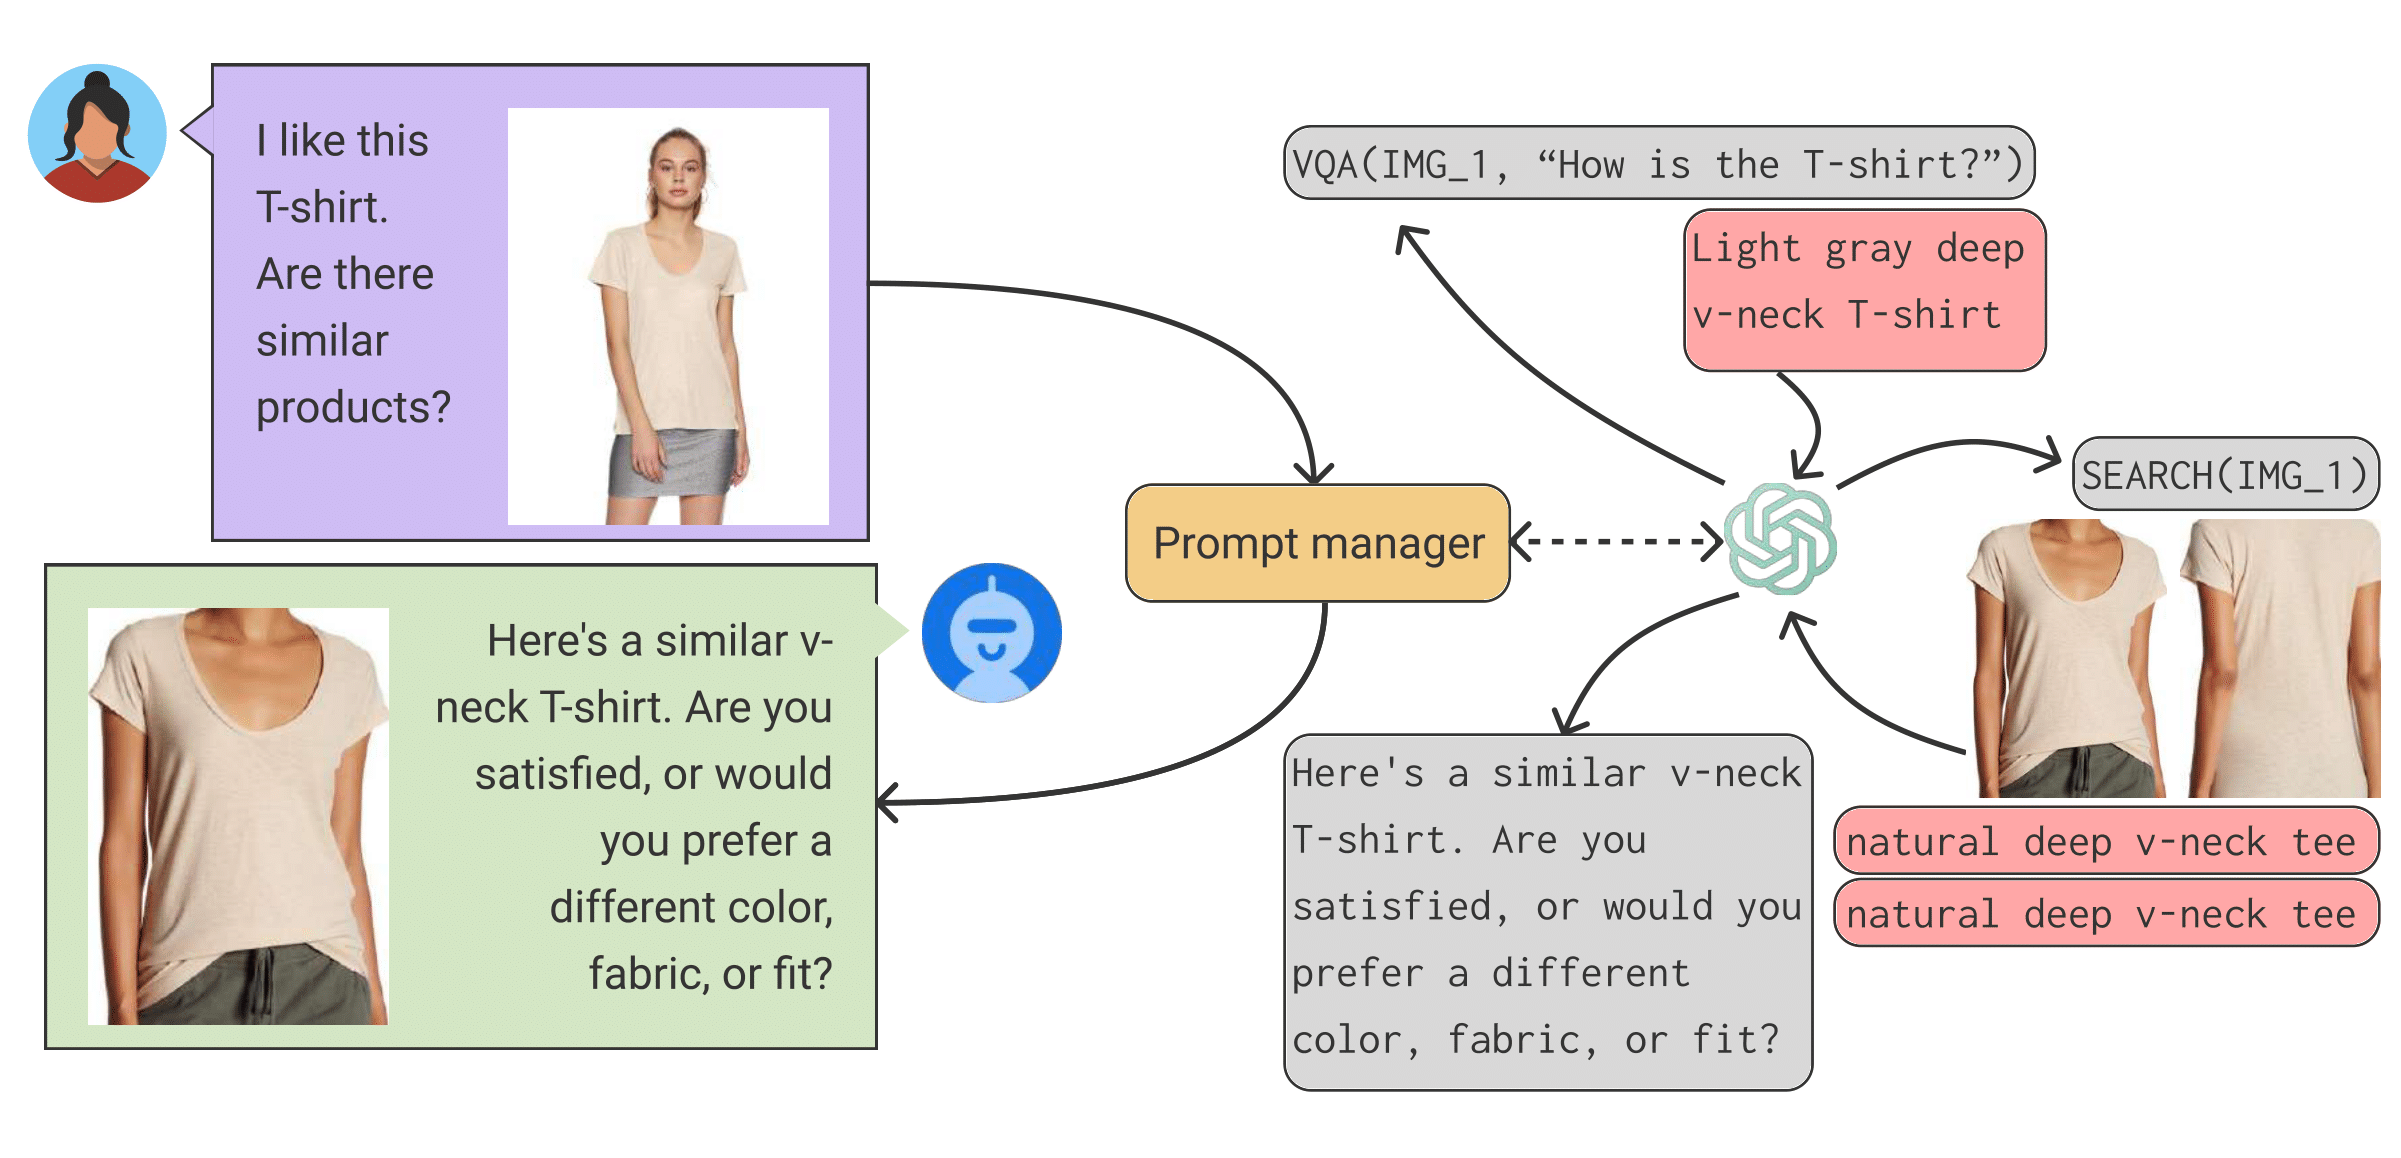 I like this
T-shirt.
Are there
similar
products?
Here's a similar v-
neck T-shirt. Are you
satisfied, or would
you prefer a
different color,
fabric, or fit?
Prompt manager
VQA(IMG_1, “How is the T-shirt?”)
Light gray deep
v-neck T-shirt
SEARCH(IMG_1)
natural deep v-neck tee
natural deep v-neck tee
Here's a similar v-neck
T-shirt. Are you
satisfied, or would you
prefer a different
color, fabric, or fit?